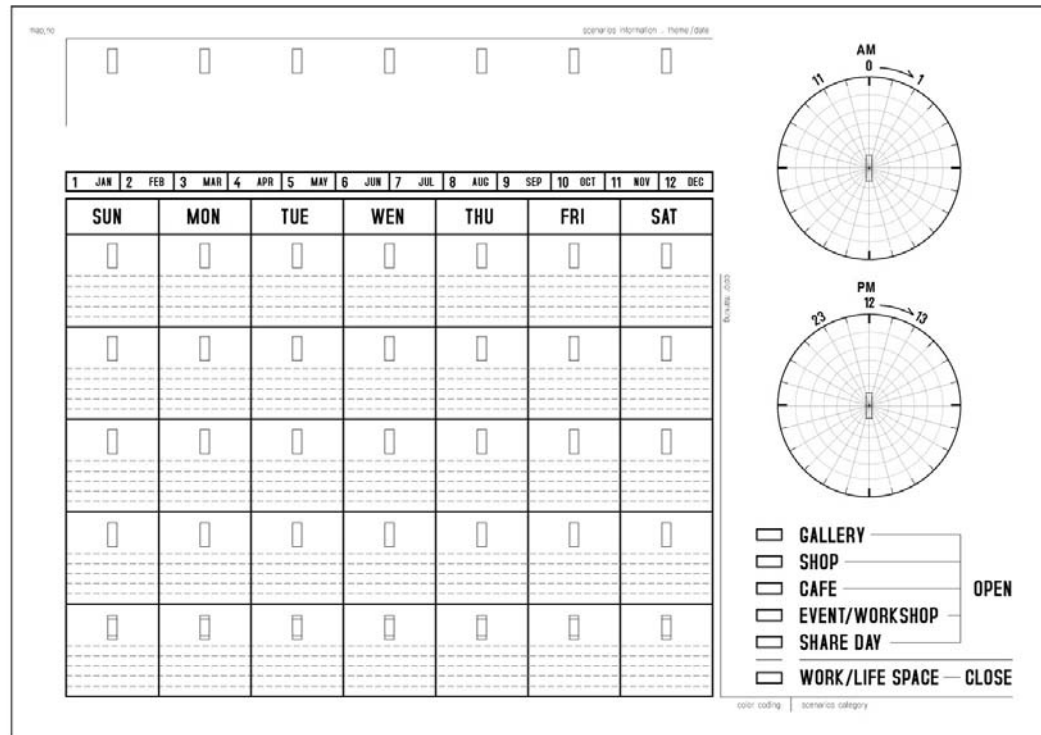 map,no
scenarios information - theme/date
1 JAN 2 FEB 3 MAR 4 APR 5 MAY 6 JUN 7 JUL 8 AUG 9 SEP 10 OCT 11 NOV 12 DEC
SUN MON TUE WEN THU FRI SAT
AM
11 0 1
PM
23 12 13
GALLERY
SHOP
CAFE
OPEN
EVENT/WORKSHOP
SHARE DAY
WORK/LIFE SPACE
CLOSE
color coding
scenarios category